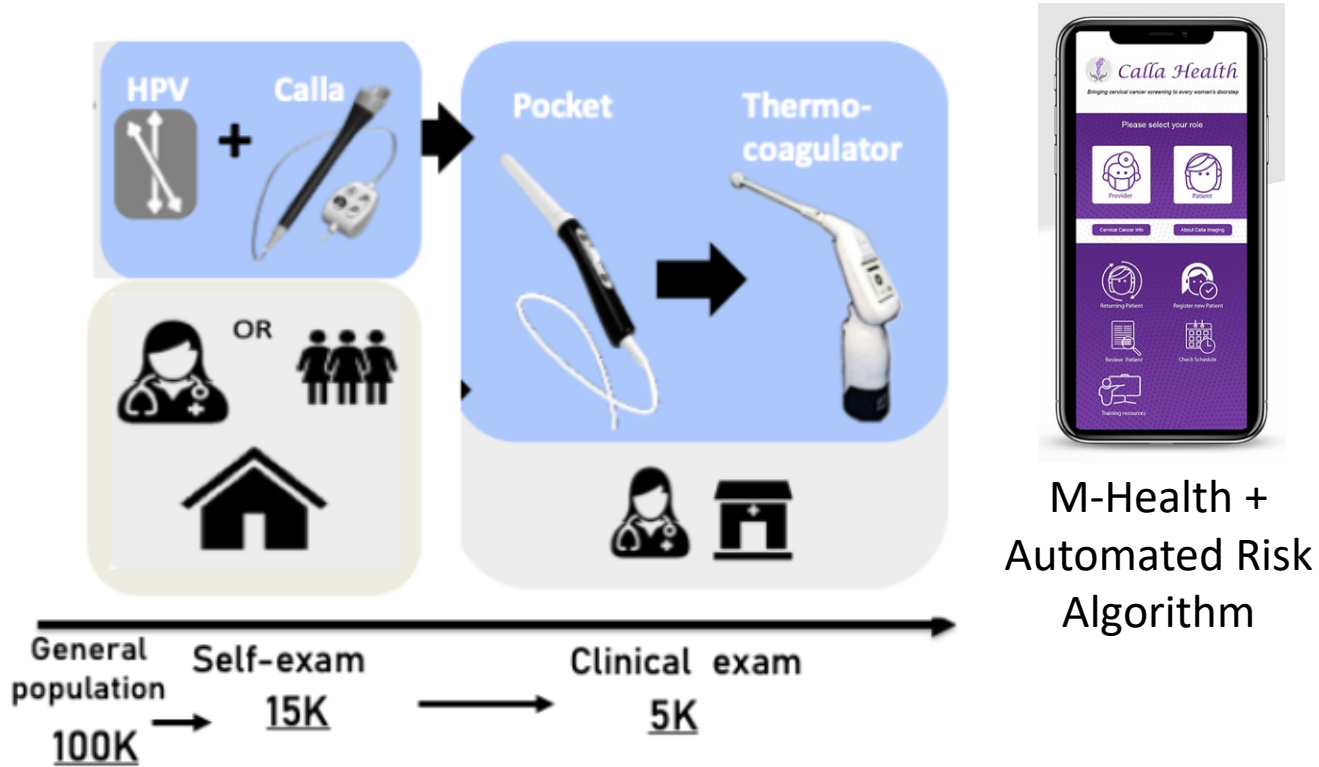 HPV
+
Calla
Pocket
Thermo-
coagulator
OR
General
population
100K
Self-exam
15K
Clinical exam
5K
Calla Health
Bringing cervical cancer screening to every woman's doorstep
Please select your role
Provider
Patient
Cervical Cancer Info
About Calla Imaging
Returning Patient
Register new Patient
Review Patient
Check Schedule
Training resources
M-Health +
Automated Risk
Algorithm